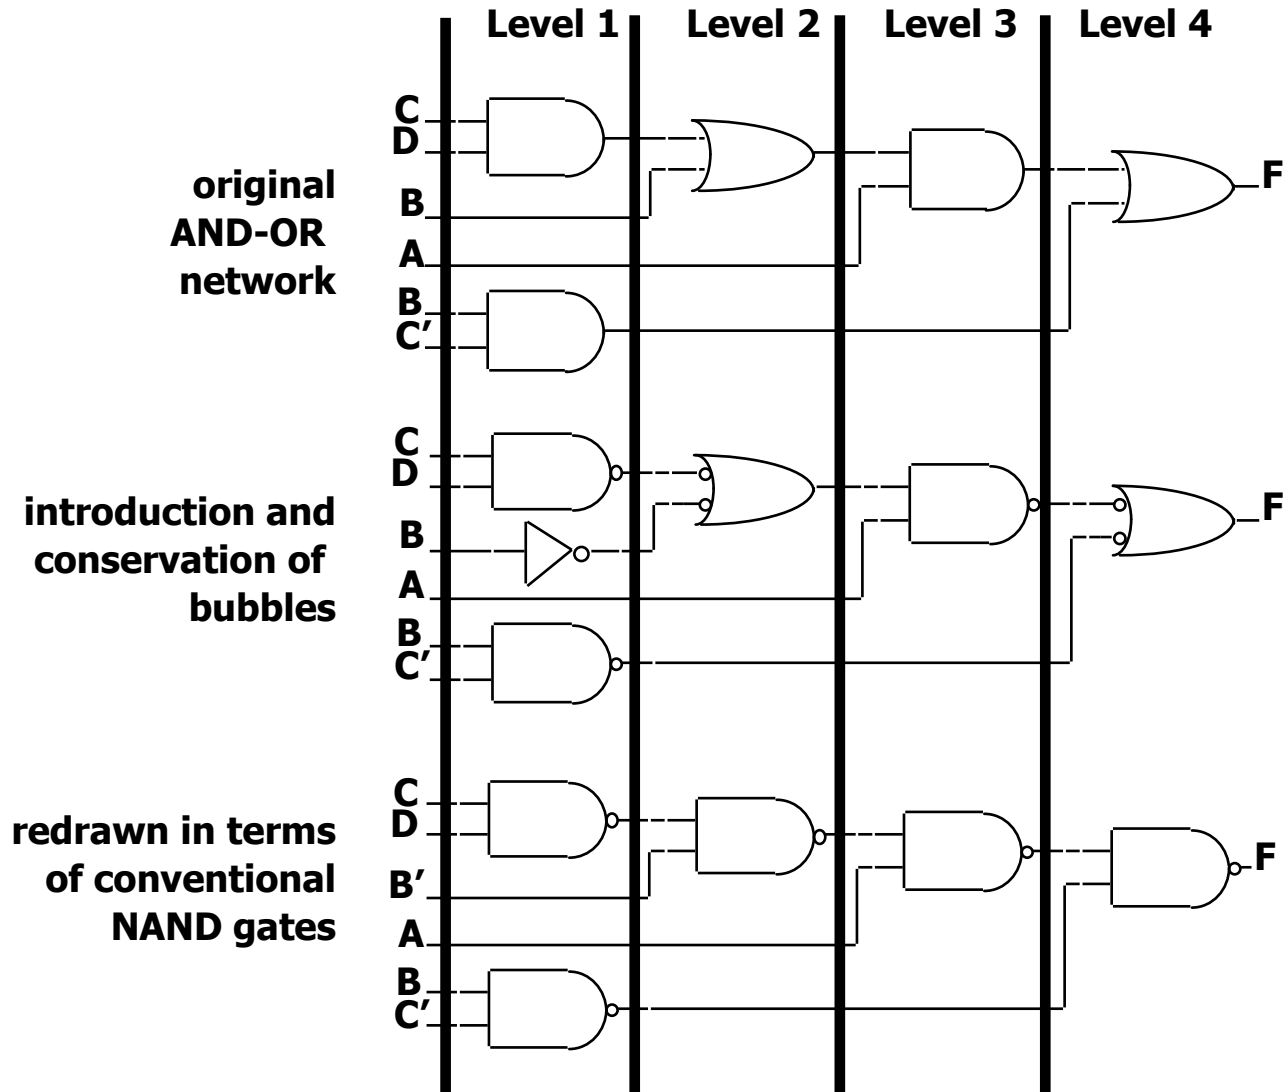 Level 1 Level 2 Level 3 Level 4
C
D
B
A
B
C′
original
AND-OR
network
F
C
D
B
A
B
C′
introduction and
conservation of
bubbles
F
C
D
B′
A
B
C′
redrawn in terms
of conventional
NAND gates
F